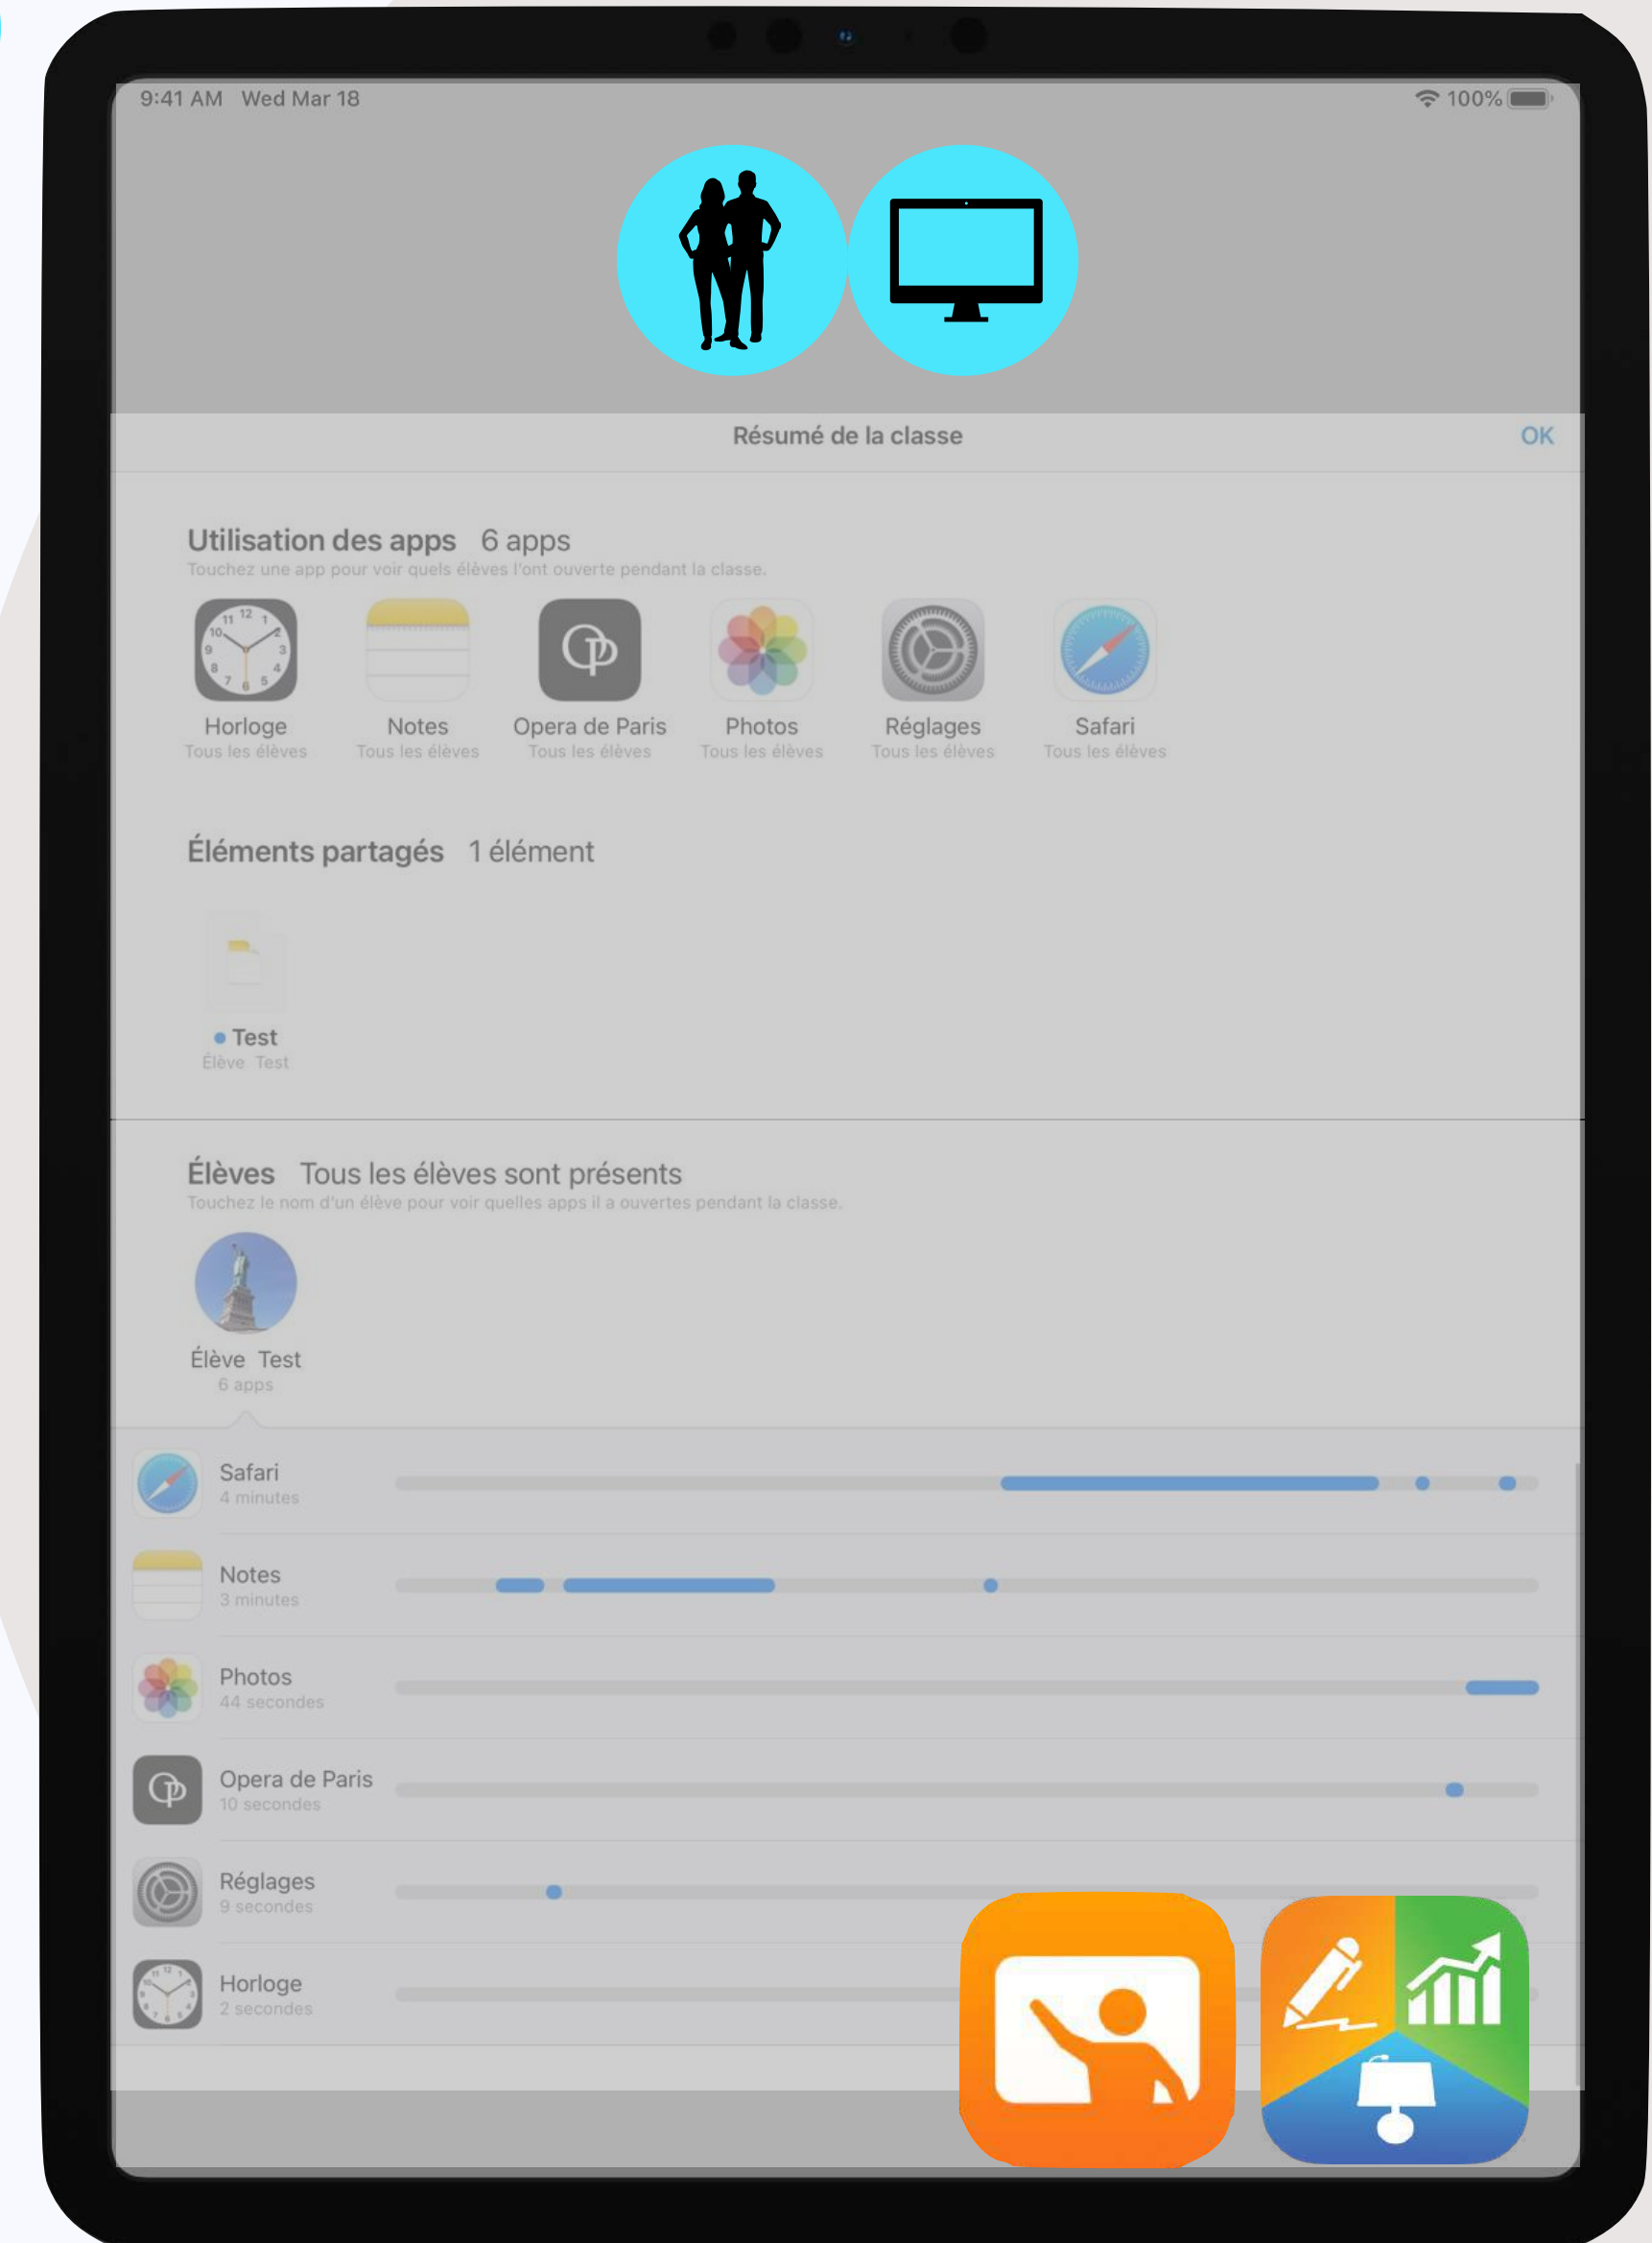 9:41 AM Wed Mar 18
100%
Résumé de la classe
OK
Utilisation des apps 6 apps
Touchez une app pour voir quels élèves l'ont ouverte pendant la classe.
Horloge Notes Opera de Paris Photos Réglages Safari
Tous les élèves Tous les élèves Tous les élèves Tous les élèves Tous les élèves Tous les élèves
Éléments partagés 1 élément
Test
Élève Test
Élèves Tous les élèves sont présents
Touchez le nom d'un élève pour voir quelles apps il a ouvertes pendant la classe.
Élève Test
6 apps
Safari
4 minutes
Notes
3 minutes
Photos
44 secondes
Opera de Paris
10 secondes
Réglages
9 secondes
Horloge
2 secondes